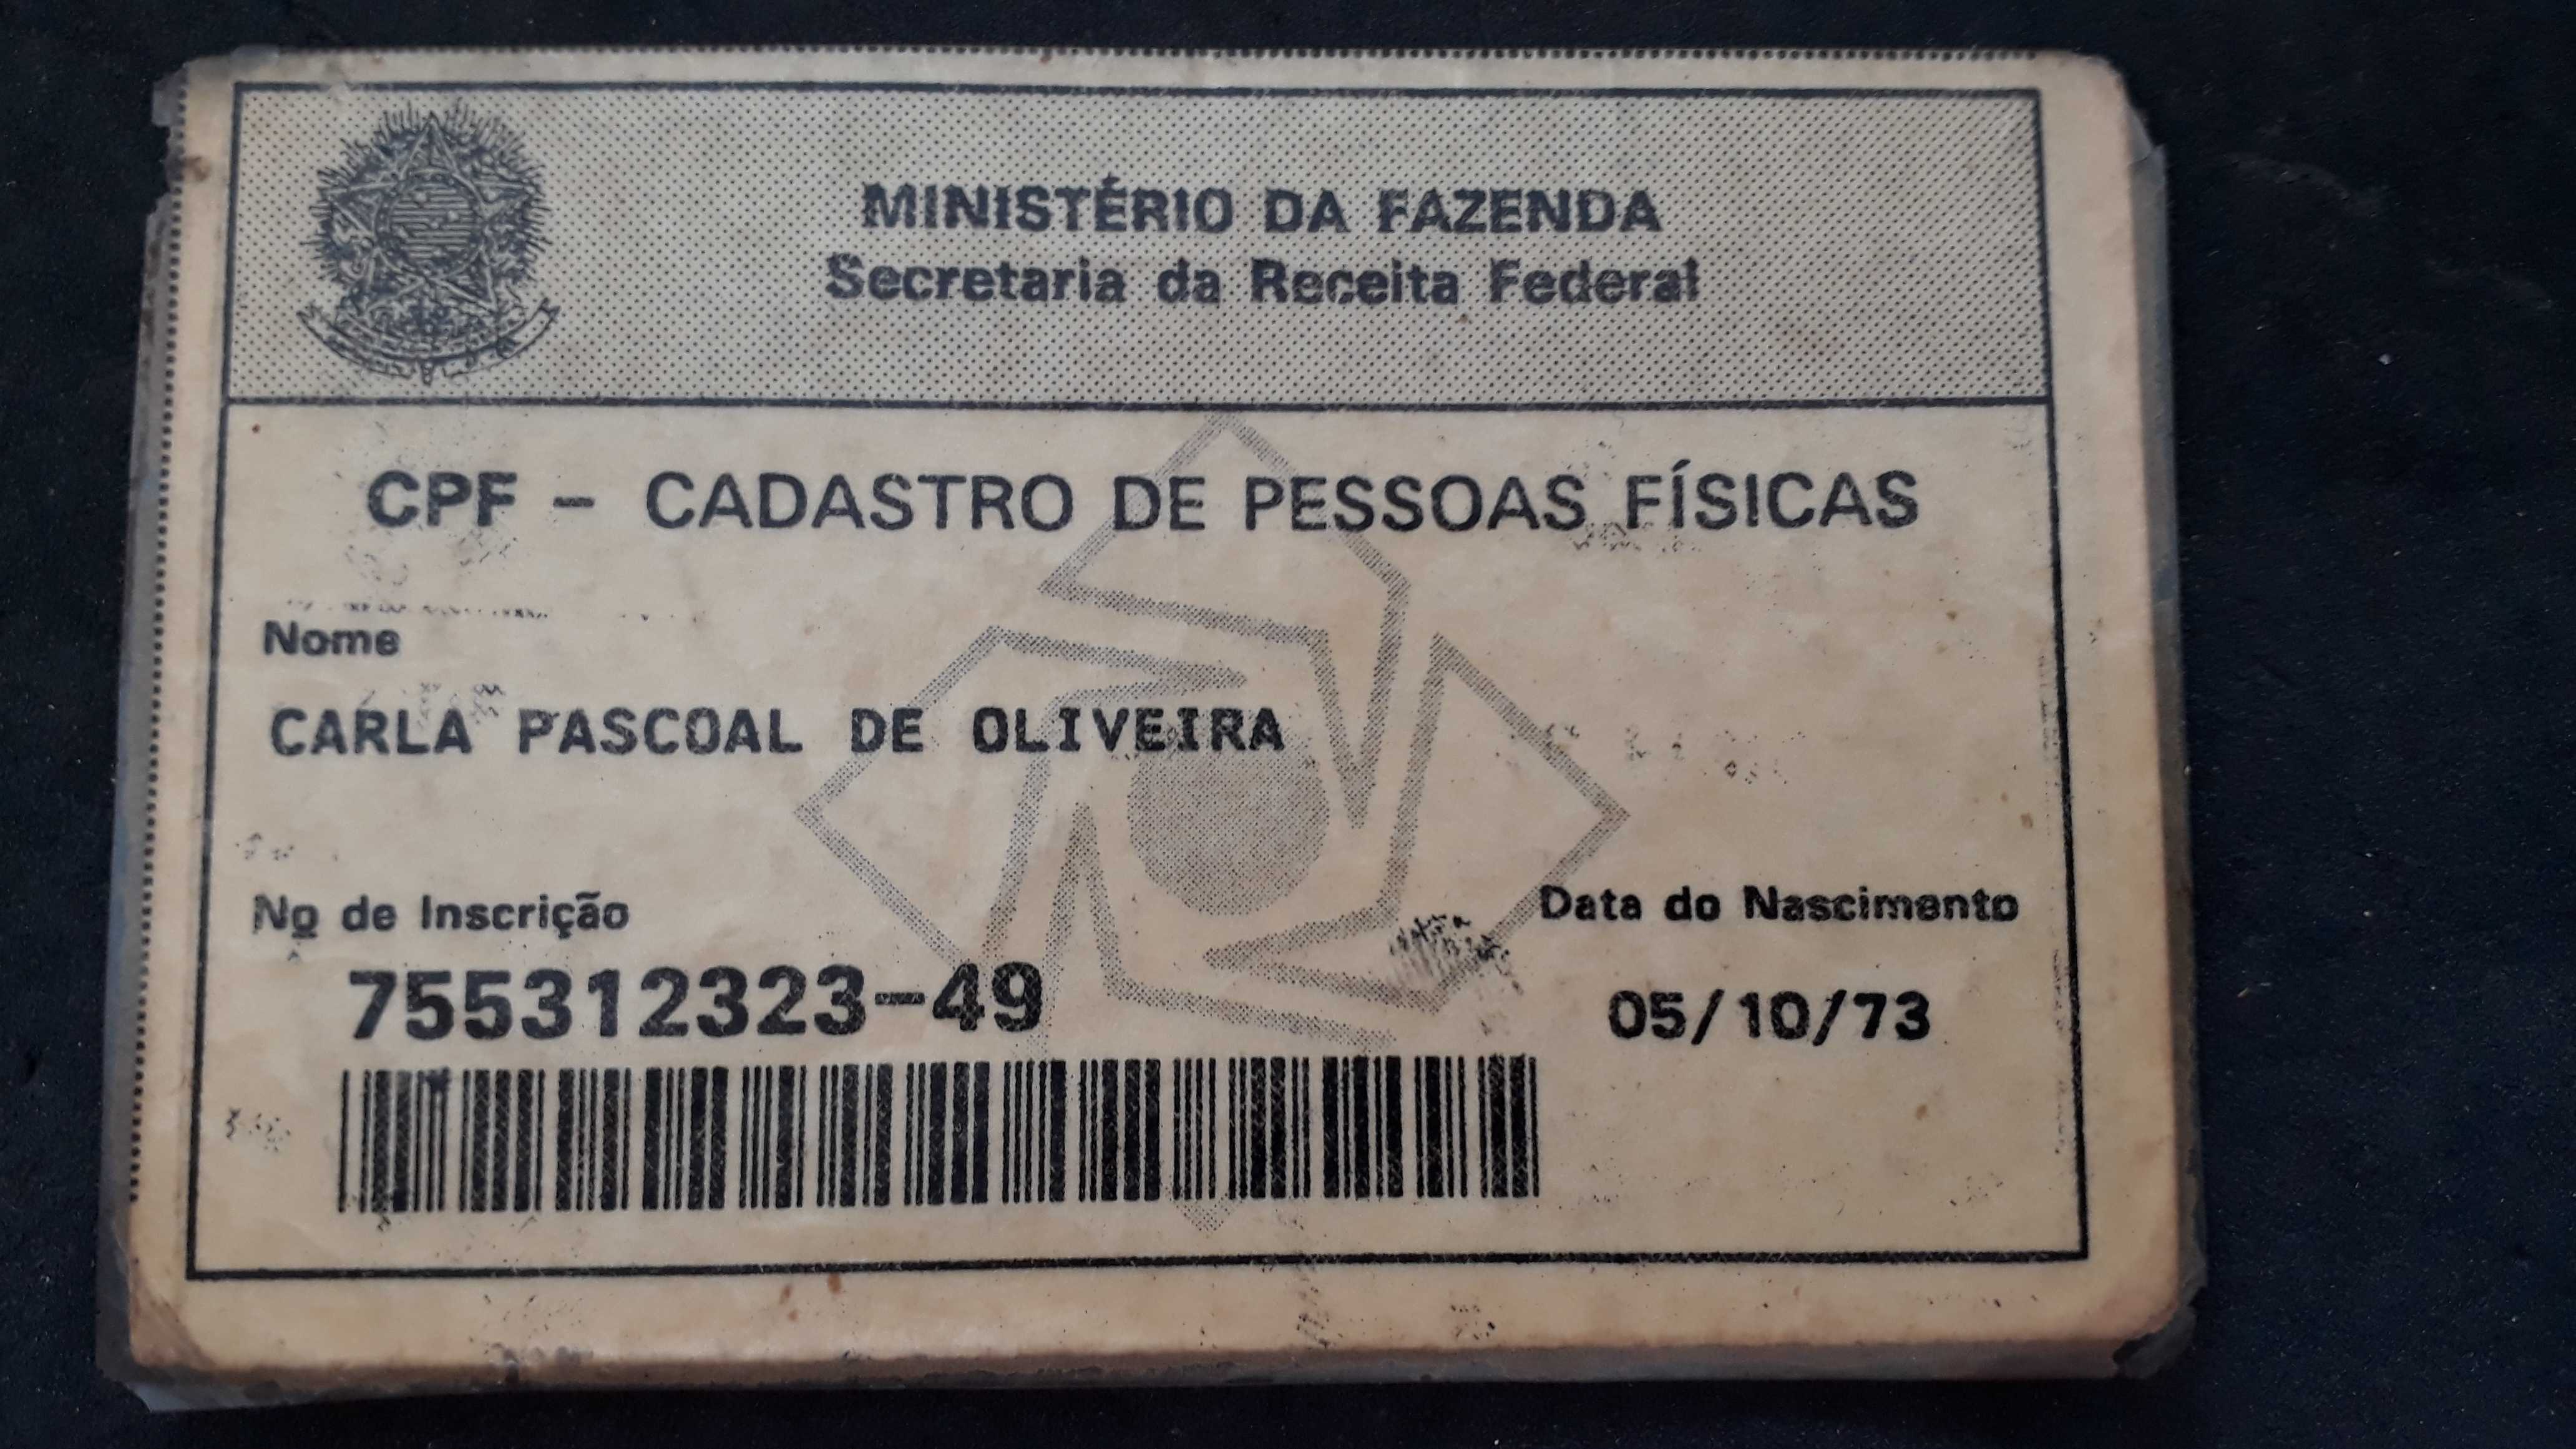 MINISTÉRIO DA FAZENDA
Secretaria da Receita Federal
CPF - CADASTRO DE PESSOAS FÍSICAS
Nome
CARLA PASCOAL DE OLIVEIRA
No de Inscrição
Data do Nascimento
755312323-49
05/10/73